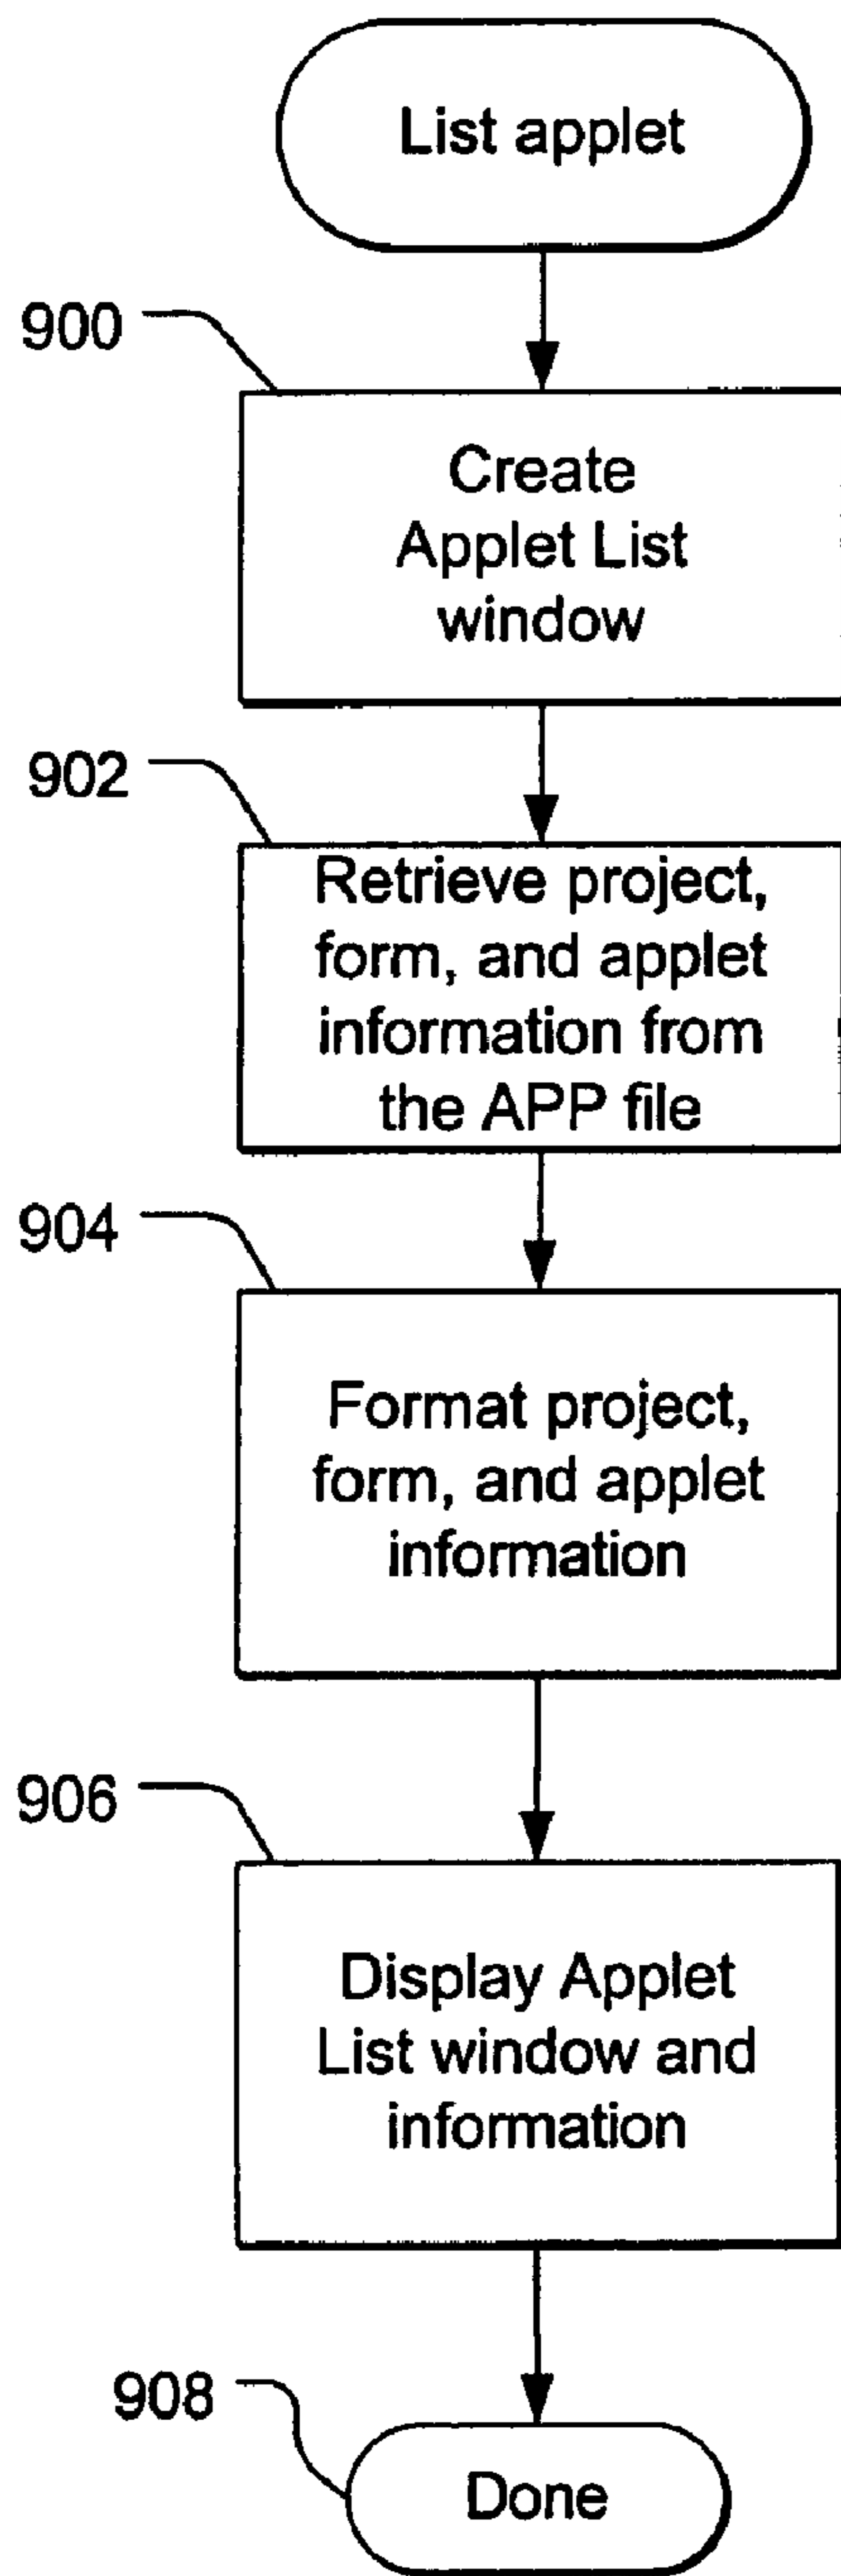 List applet
900
Create
Applet List
window
902
Retrieve project,
form, and applet
information from
the APP file
904
Format project,
form, and applet
information
906
Display Applet
List window and
information
908
Done